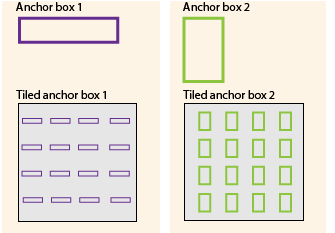 Anchor box 1
Anchor box 2
Tiled anchor box 1
Tiled anchor box 2